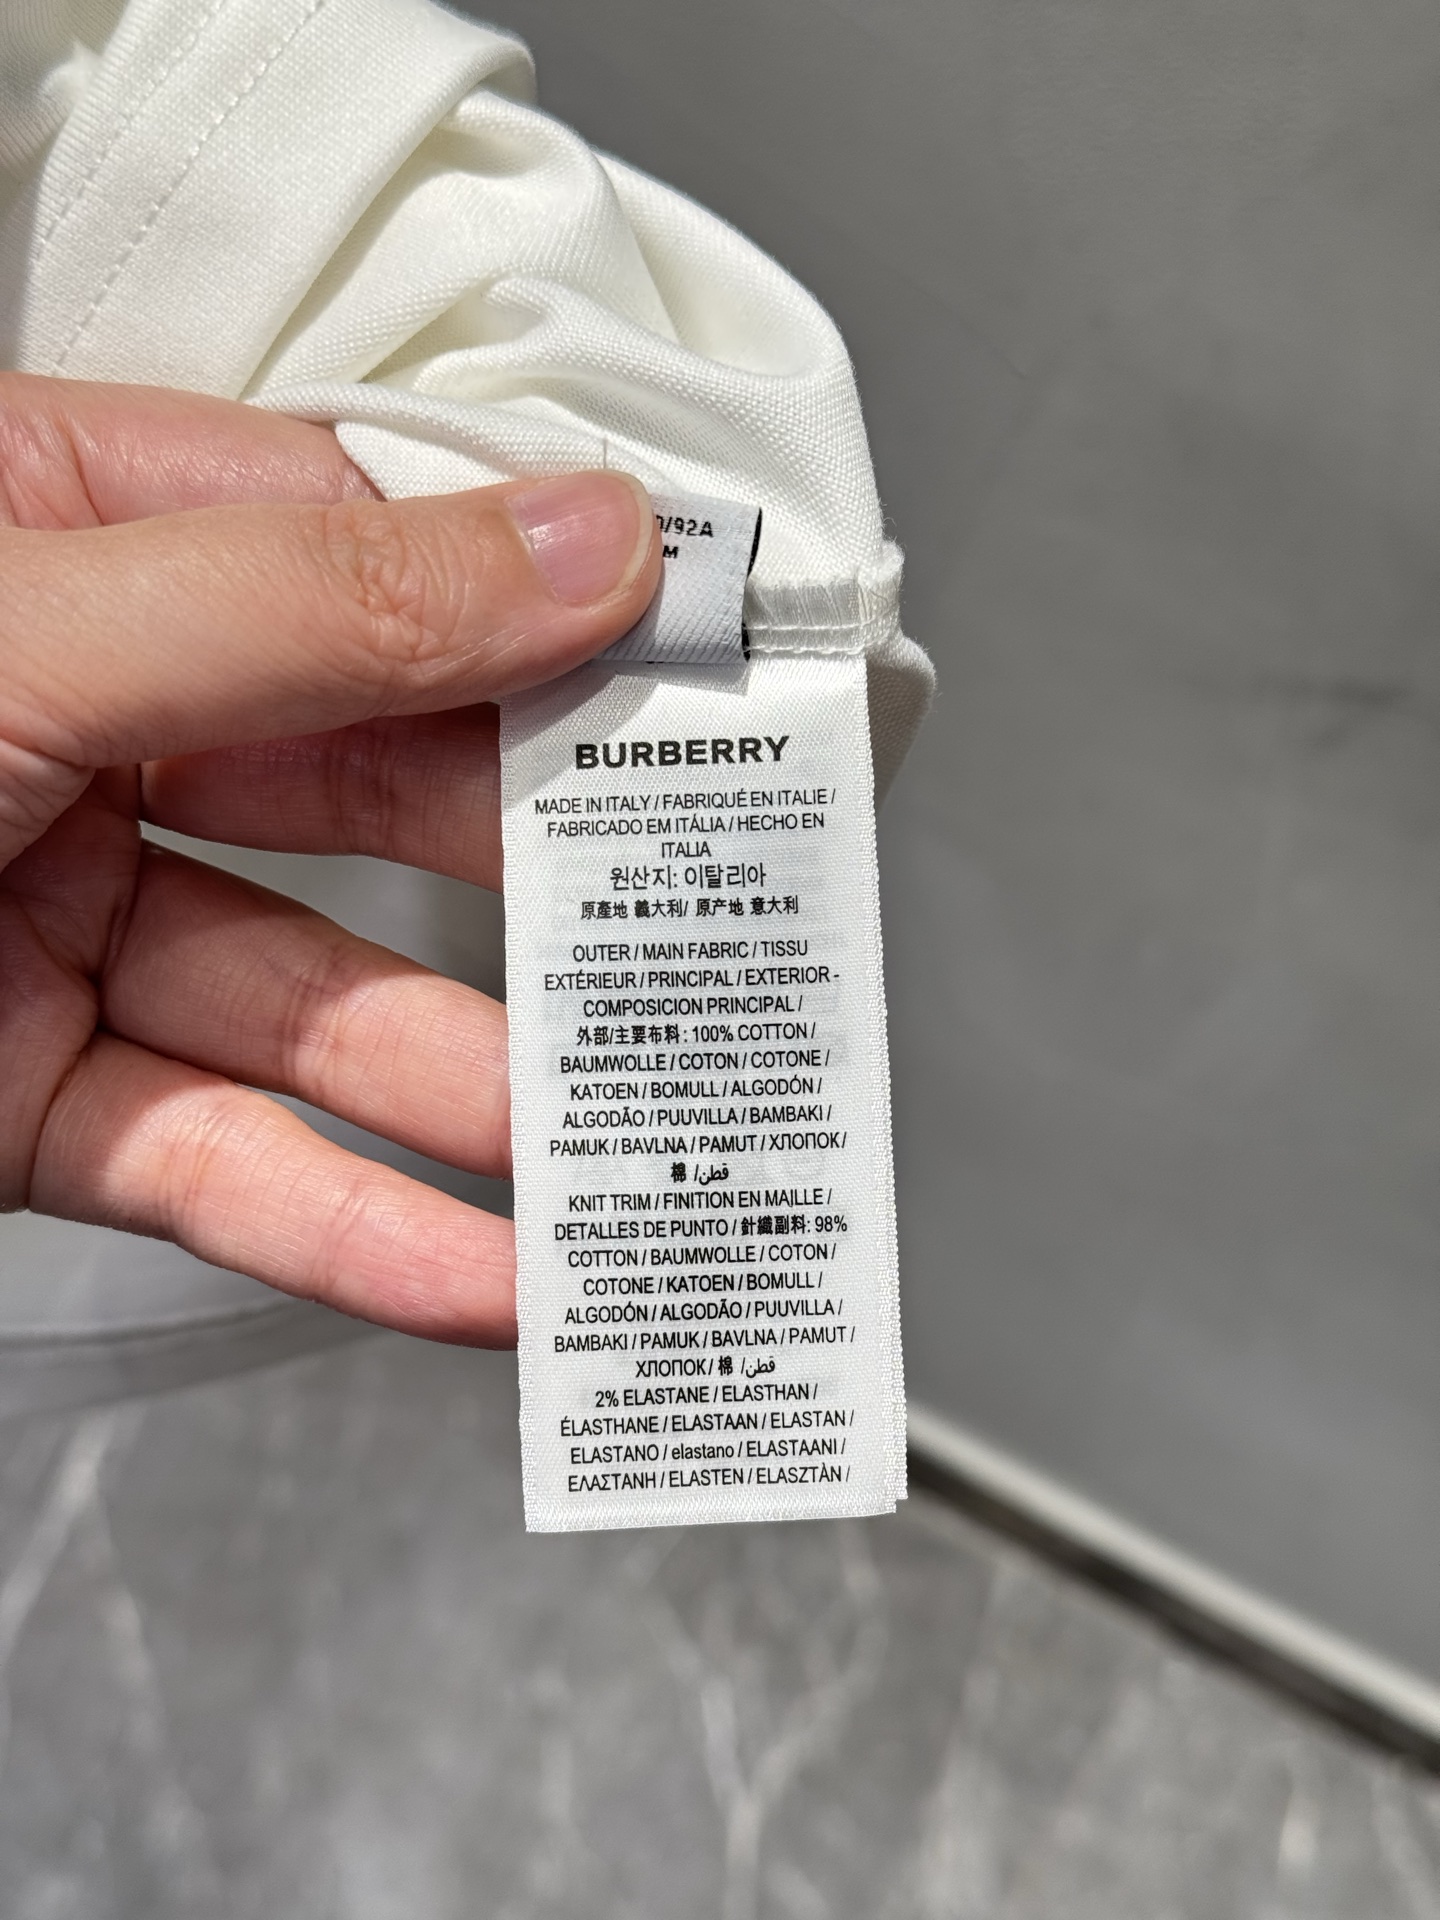 /92A
M
BURBERRY
MADE IN ITALY / FABRIQUÉ EN ITALIE /
FABRICADO EM ITÁLIA / HECHO EN
ITALIA
원산지: 이탈리아
原產地 義大利/ 原产地 意大利
OUTER / MAIN FABRIC / TISSU
EXTÉRIEUR / PRINCIPAL / EXTERIOR -
COMPOSICION PRINCIPAL /
外部/主要布料: 100% COTTON /
BAUMWOLLE / COTON / COTONE /
KATOEN / BOMULL / ALGODÓN /
ALGODÃO / PUUVILLA / BAMBAKI /
PAMUK / BAVLNA / PAMUT / ХЛОПОК /
棉 /قطن
KNIT TRIM / FINITION EN MAILLE /
DETALLES DE PUNTO / 針織副料: 98%
COTTON / BAUMWOLLE / COTON /
COTONE / KATOEN / BOMULL /
ALGODÓN / ALGODÃO / PUUVILLA /
BAMBAKI / PAMUK / BAVLNA / PAMUT /
ХЛОПОК/ 棉 /قطن
2% ELASTANE / ELASTHAN /
ÉLASTHANE / ELASTAAN / ELASTAN /
ELASTANO / elastano / ELASTAANI /
ΕΛΑΣΤΑΝΗ / ELASTEN / ELASZTÀN /